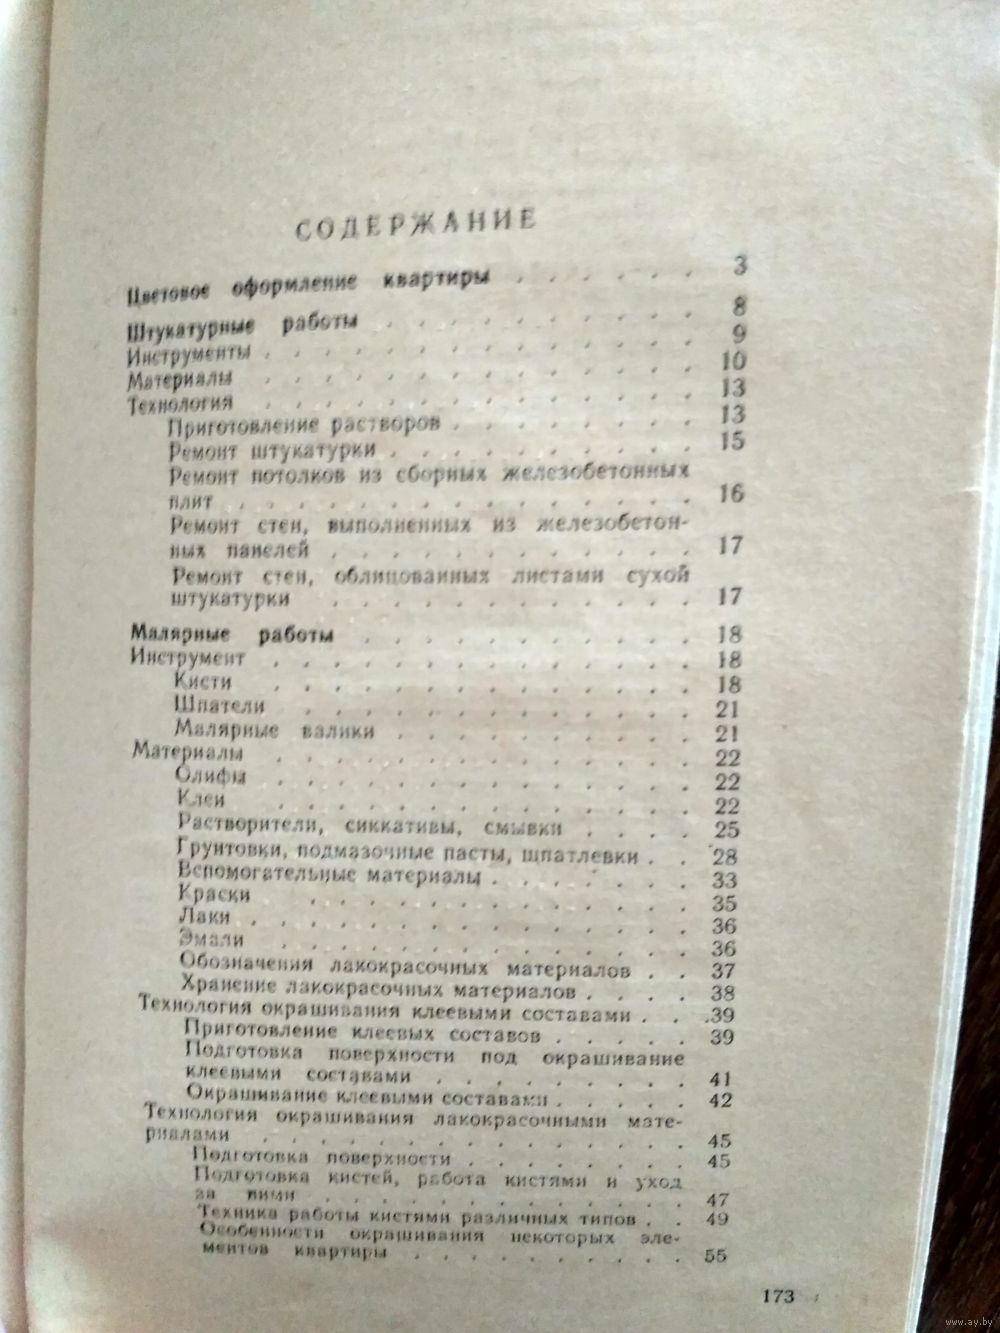 СОДЕРЖАНИЕ
Цветовое оформление квартиры . . . . . . 3
Штукатурные работы . . . . . . . . . . 8
Инструменты . . . . . . . . . . . . . 9
Материалы . . . . . . . . . . . . . 10
Технология . . . . . . . . . . . . . 13
Приготовление растворов . . . . . . . . 13
Ремонт штукатурки . . . . . . . . . . 15
Ремонт потолков из сборных железобетонных
плит . . . . . . . . . . . . . . 16
Ремонт стен, выполненных из железобетон-
ных панелей . . . . . . . . . . . . 17
Ремонт стен, облицованных листами сухой
штукатурки . . . . . . . . . . . . 17
Малярные работы . . . . . . . . . . . 18
Инструмент . . . . . . . . . . . . . 18
Кисти . . . . . . . . . . . . . . 18
Шпатели . . . . . . . . . . . . . 21
Малярные валики . . . . . . . . . . 21
Материалы . . . . . . . . . . . . . 22
Олифы . . . . . . . . . . . . . . 22
Клеи . . . . . . . . . . . . . . 22
Растворители, сиккативы, смывки . . . . 25
Грунтовки, подмазочные пасты, шпатлевки . . 28
Вспомогательные материалы . . . . . . . 33
Краски . . . . . . . . . . . . . 35
Лаки . . . . . . . . . . . . . . . 36
Эмали . . . . . . . . . . . . . . 36
Обозначения лакокрасочных материалов . . 37
Хранение лакокрасочных материалов . . . . 38
Технология окрашивания клеевыми составами . . . 39
Приготовление клеевых составов . . . . . 39
Подготовка поверхности под окрашивание
клеевыми составами . . . . . . . . . 41
Окрашивание клеевыми составами . . . . . 42
Технология окрашивания лакокрасочными мате-
риалами . . . . . . . . . . . . . . . 45
Подготовка поверхности . . . . . . . . 45
Подготовка кистей, работа кистями и уход
за ними . . . . . . . . . . . . . 47
Техника работы кистями различных типов . . 49
Особенности окрашивания некоторых эле-
ментов квартиры . . . . . . . . . . 55
173
www.ay.by